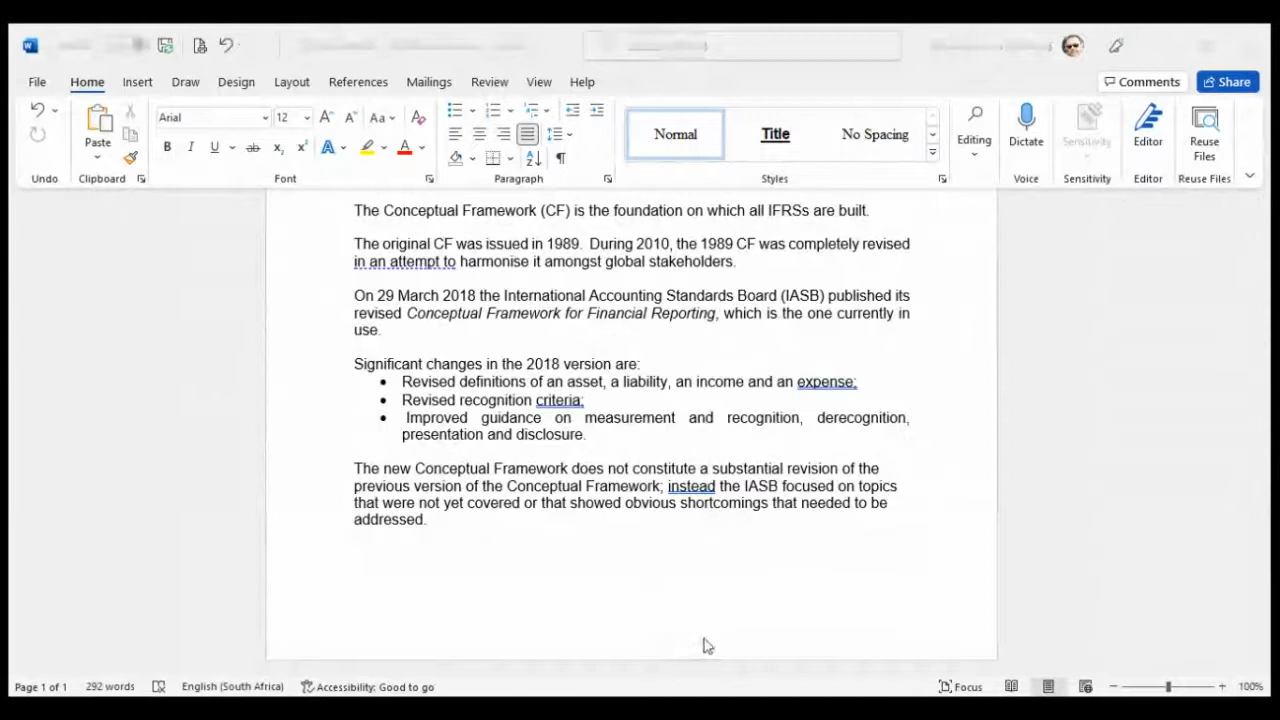 File Home Insert Draw Design Layout References Mailings Review View Help Comments Share
Arial 12 Aa Normal Title No Spacing
Paste Editing Dictate Sensitivity Editor Reuse Files
Undo Clipboard Font Paragraph Styles Voice Sensitivity Editor Reuse Files
The Conceptual Framework (CF) is the foundation on which all IFRSs are built.
The original CF was issued in 1989. During 2010, the 1989 CF was completely revised
in an attempt to harmonise it amongst global stakeholders.
On 29 March 2018 the International Accounting Standards Board (IASB) published its
revised Conceptual Framework for Financial Reporting, which is the one currently in
use.
Significant changes in the 2018 version are:
• Revised definitions of an asset, a liability, an income and an expense;
• Revised recognition criteria;
• Improved guidance on measurement and recognition, derecognition,
presentation and disclosure.
The new Conceptual Framework does not constitute a substantial revision of the
previous version of the Conceptual Framework; instead the IASB focused on topics
that were not yet covered or that showed obvious shortcomings that needed to be
addressed.
Page 1 of 1 292 words English (South Africa) Accessibility: Good to go Focus 100%